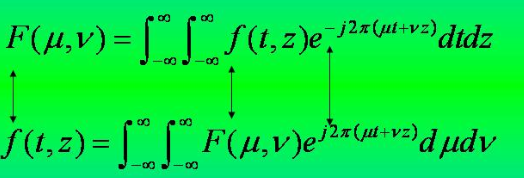 F(μ,ν) = ∫_{-∞}^{∞} ∫_{-∞}^{∞} f(t,z)e^{-j2π(μt+νz)}dtdz
f(t,z) = ∫_{-∞}^{∞} ∫_{-∞}^{∞} F(μ,ν)e^{j2π(μt+νz)}dμdν